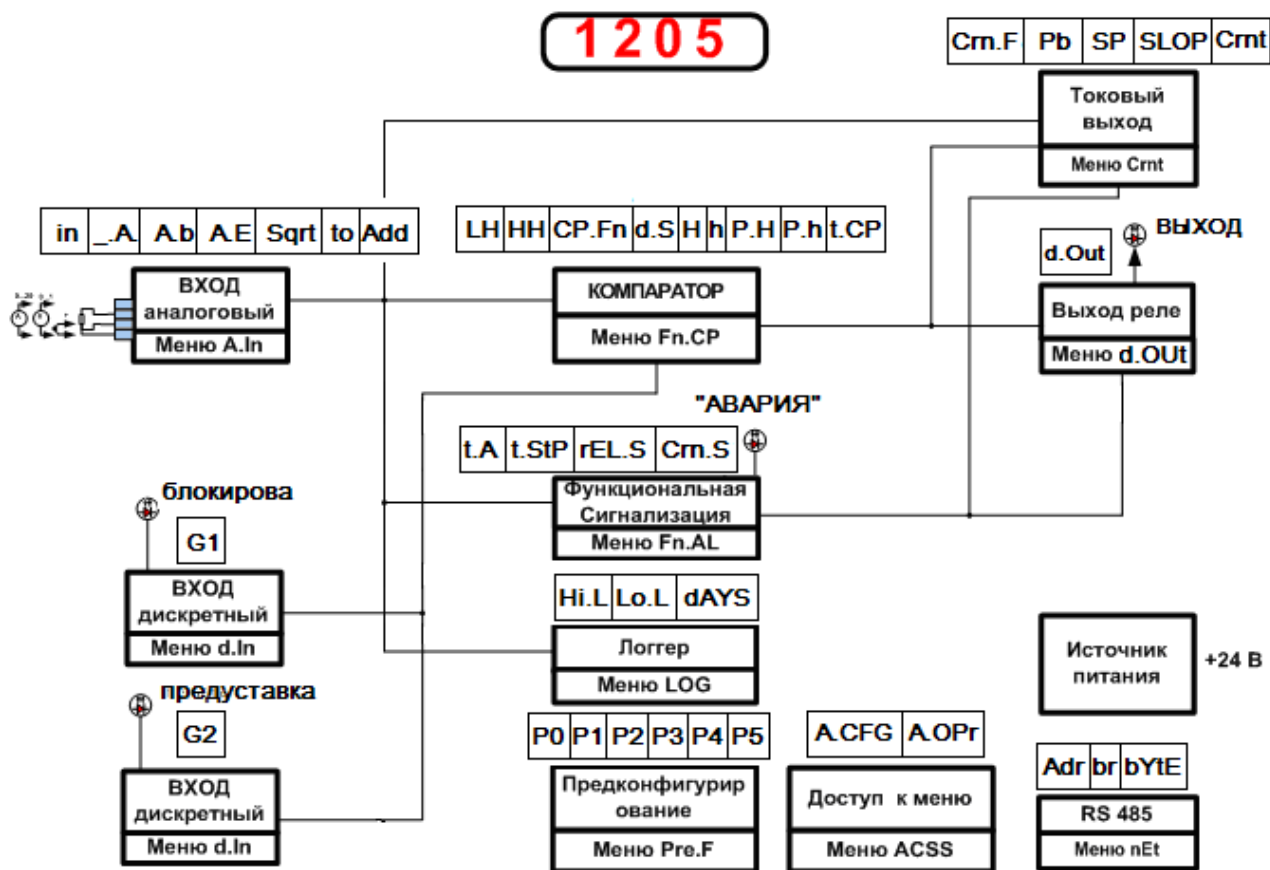 1205
Crn.F Pb SP SLOP Crnt
Токовый
выход
Меню Crnt
in _.A. A.b A.E Sqrt to Add
ВХОД
аналоговый
Меню A.In
LH HH CP.Fn d.S H h P.H P.h t.CP
КОМПАРАТОР
Меню Fn.CP
ВЫХОД
d.Out
Выход реле
Меню d.OUt
"АВАРИЯ"
t.A t.StP rEL.S Crn.S
Функциональная
Сигнализация
Меню Fn.AL
блокирова
G1
ВХОД
дискретный
Меню d.In
Hi.L Lo.L dAYS
Логгер
Меню LOG
Источник
питания
+24 В
предуставка
G2
ВХОД
дискретный
Меню d.In
P0 P1 P2 P3 P4 P5
Предконфигурир
ование
Меню Pre.F
A.CFG A.OPr
Доступ к меню
Меню ACSS
Adr br bYtE
RS 485
Меню nEt